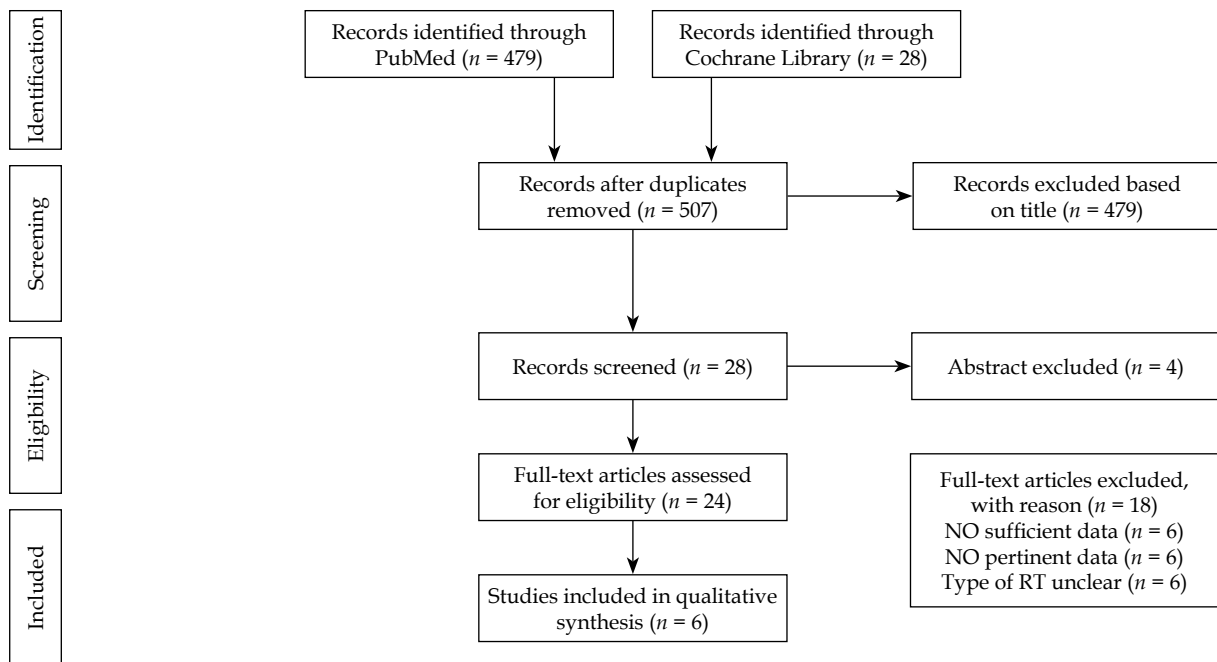 Identification
Records identified through
PubMed (n = 479)
Records identified through
Cochrane Library (n = 28)
Screening
Records after duplicates
removed (n = 507)
Records excluded based
on title (n = 479)
Eligibility
Records screened (n = 28)
Abstract excluded (n = 4)
Full-text articles assessed
for eligibility (n = 24)
Full-text articles excluded,
with reason (n = 18)
NO sufficient data (n = 6)
NO pertinent data (n = 6)
Type of RT unclear (n = 6)
Included
Studies included in qualitative
synthesis (n = 6)